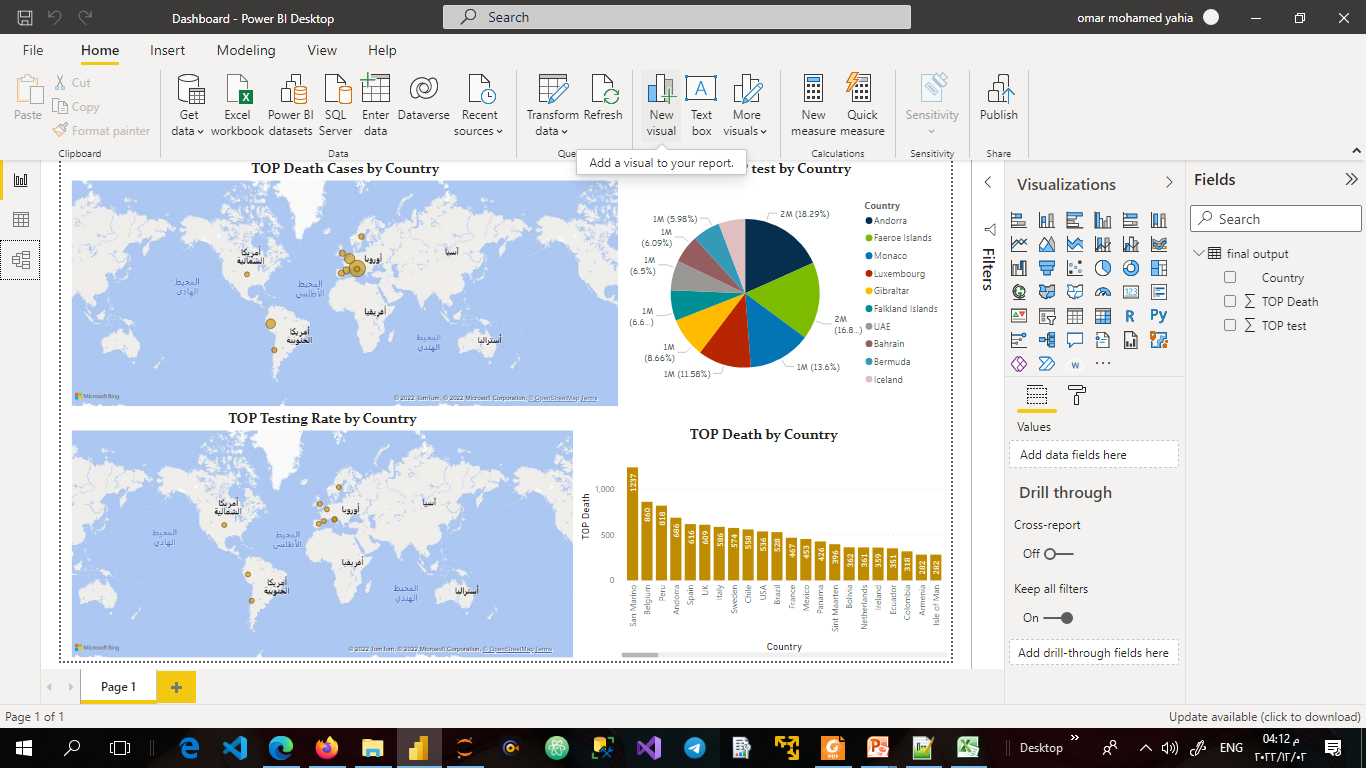 Dashboard - Power BI Desktop
Search
omar mohamed yahia
File Home Insert Modeling View Help
Paste
Cut
Copy
Format painter
Clipboard
Get data
Excel workbook
Power BI datasets
SQL Server
Enter data
Dataverse
Recent sources
Data
Transform data
Refresh
New visual
Text box
More visuals
New measure
Quick measure
Calculations
Sensitivity
Sensitivity
Publish
Share
Add a visual to your report.
TOP Death Cases by Country
أمريكا الشمالية
المحيط الهادي
المحيط الأطلسي
أوروبا
آسيا
أفريقيا
أمريكا الجنوبية
المحيط الهندي
أستراليا
Microsoft Bing
© 2022 TomTom, © 2022 Microsoft Corporation, © OpenStreetMap Terms
test by Country
2M (18.29%)
2M (16.8...)
1M (13.6%)
1M (11.58%)
1M (8.66%)
1M (6.6...)
1M (6.5%)
1M (6.09%)
1M (5.98%)
Country
Andorra
Faeroe Islands
Monaco
Luxembourg
Gibraltar
Falkland Islands
UAE
Bahrain
Bermuda
Iceland
TOP Testing Rate by Country
أمريكا الشمالية
المحيط الهادي
المحيط الأطلسي
أوروبا
آسيا
أفريقيا
أمريكا الجنوبية
المحيط الهندي
أستراليا
Microsoft Bing
© 2022 TomTom, © 2022 Microsoft Corporation, © OpenStreetMap Terms
TOP Death by Country
TOP Death
1,000
500
0
1237 860 818 686 616 609 586 574 558 536 528 467 453 426 396 362 361 359 351 318 282 282
San Marino Belgium Peru Andorra Spain UK Italy Sweden Chile USA Brazil France Mexico Panama Sint Maarten Bolivia Netherlands Ireland Ecuador Colombia Armenia Isle of Man
Country
Filters
Visualizations
Values
Add data fields here
Drill through
Cross-report
Off
Keep all filters
On
Add drill-through fields here
Fields
Search
final output
Country
TOP Death
TOP test
Page 1
Page 1 of 1
Update available (click to download)
Desktop
ENG
04:12 م
٢٠٢٢/١٢/٠٢